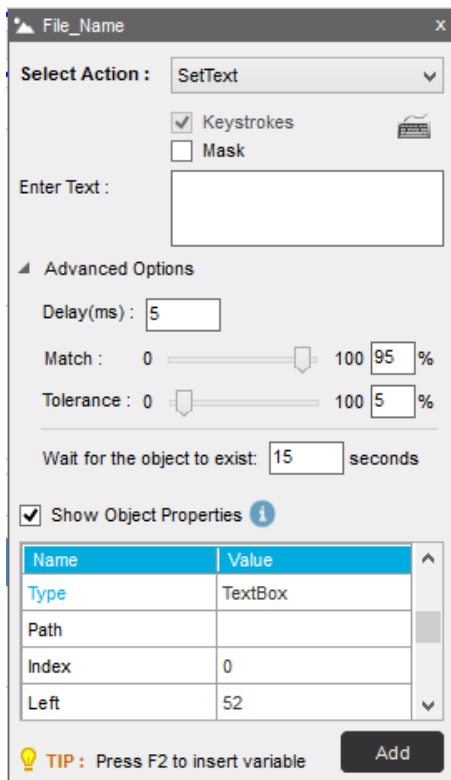 File_Name x
Select Action : SetText
Keystrokes
Mask
Enter Text :
Advanced Options
Delay(ms) : 5
Match : 0 100 95 %
Tolerance : 0 100 5 %
Wait for the object to exist: 15 seconds
Show Object Properties i
Name Value
Type TextBox
Path
Index 0
Left 52
TIP : Press F2 to insert variable Add